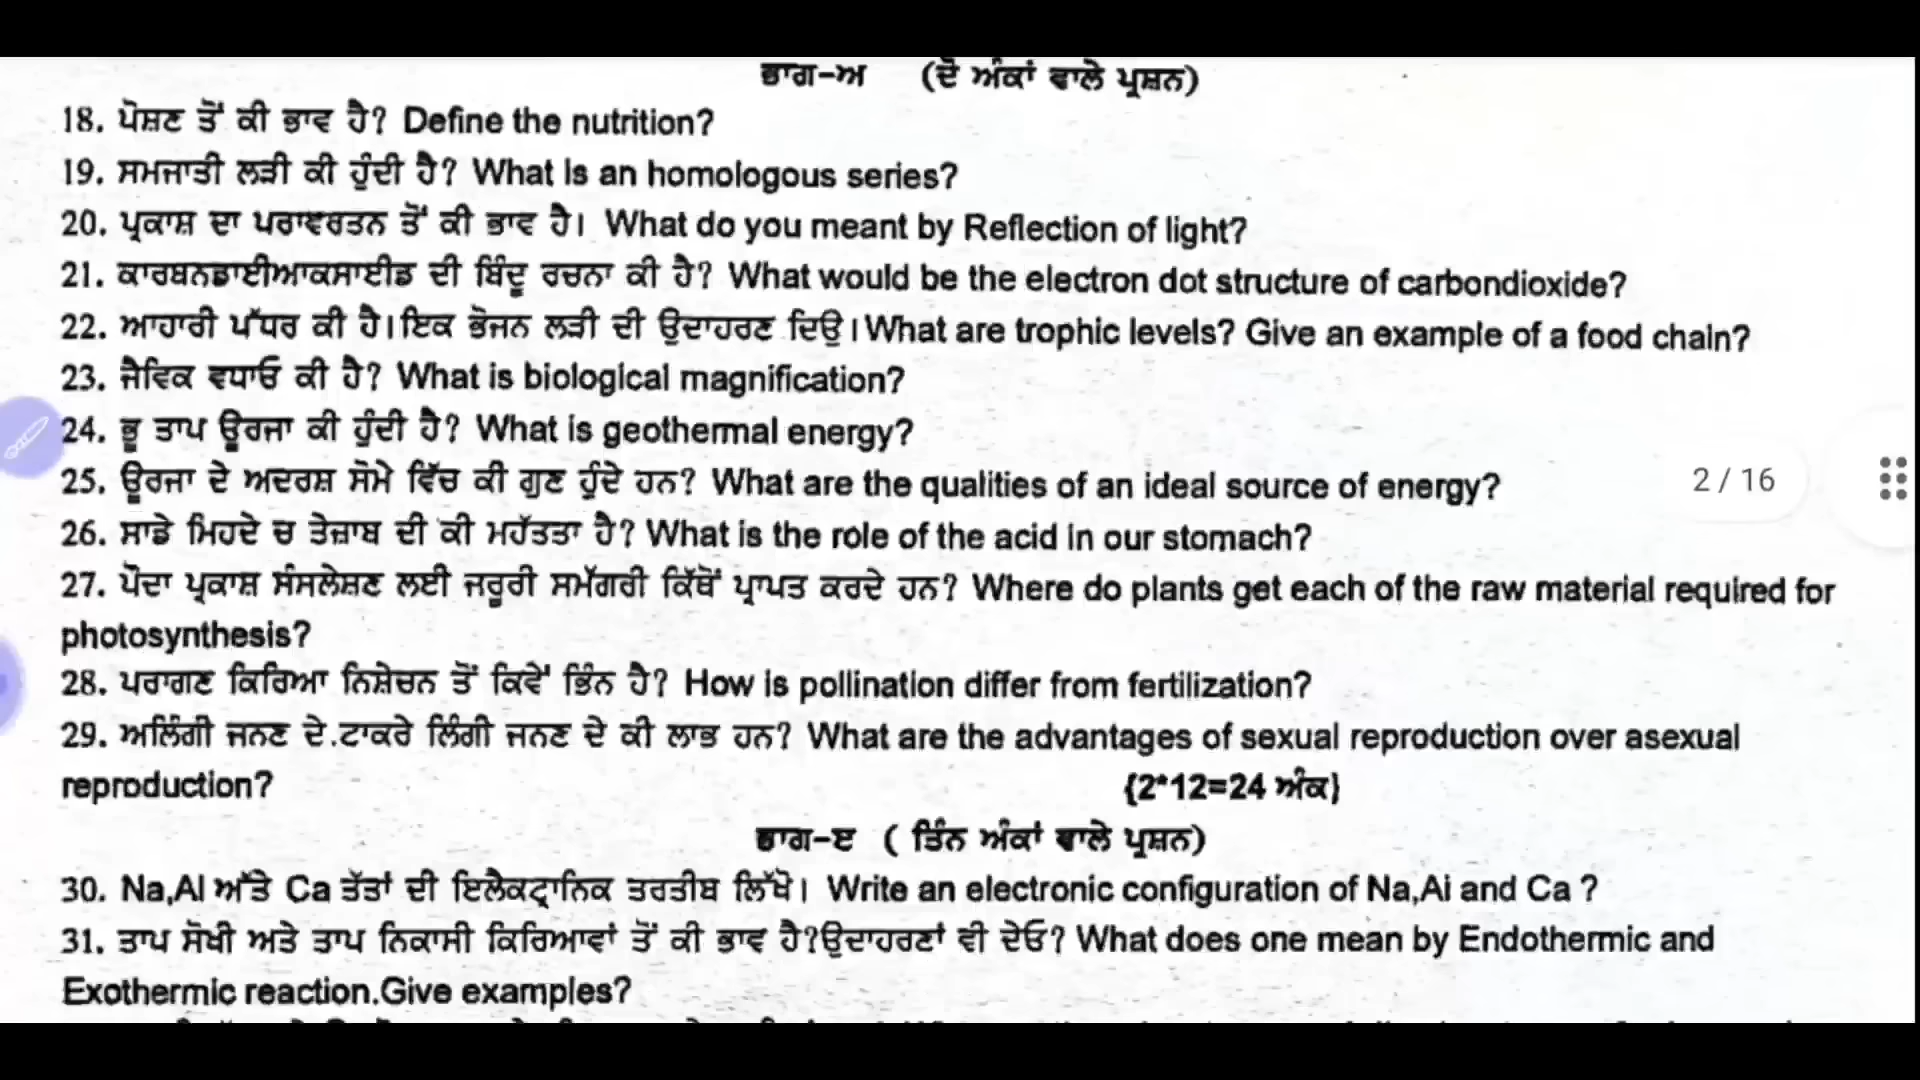 ਭਾਗ-ਅ (ਦੋ ਅੰਕਾਂ ਵਾਲੇ ਪ੍ਰਸ਼ਨ)
18. ਪੋਸ਼ਣ ਤੋਂ ਕੀ ਭਾਵ ਹੈ? Define the nutrition?
19. ਸਮਜਾਤੀ ਲੜੀ ਕੀ ਹੁੰਦੀ ਹੈ? What is an homologous series?
20. ਪ੍ਰਕਾਸ਼ ਦਾ ਪਰਾਵਰਤਨ ਤੋਂ ਕੀ ਭਾਵ ਹੈ। What do you meant by Reflection of light?
21. ਕਾਰਬਨਡਾਈਆਕਸਾਈਡ ਦੀ ਬਿੰਦੂ ਰਚਨਾ ਕੀ ਹੈ? What would be the electron dot structure of carbondioxide?
22. ਆਹਾਰੀ ਪੱਧਰ ਕੀ ਹੈ।ਇਕ ਭੋਜਨ ਲੜੀ ਦੀ ਉਦਾਹਰਣ ਦਿਉ।What are trophic levels? Give an example of a food chain?
23. ਜੈਵਿਕ ਵਧਾਓ ਕੀ ਹੈ? What is biological magnification?
24. ਭੂ ਤਾਪ ਊਰਜਾ ਕੀ ਹੁੰਦੀ ਹੈ? What is geothermal energy?
25. ਊਰਜਾ ਦੇ ਅਦਰਸ਼ ਸੋਮੇ ਵਿੱਚ ਕੀ ਗੁਣ ਹੁੰਦੇ ਹਨ? What are the qualities of an ideal source of energy?
2 / 16
26. ਸਾਡੇ ਮਿਹਦੇ ਚ ਤੇਜ਼ਾਬ ਦੀ ਕੀ ਮਹੱਤਤਾ ਹੈ? What is the role of the acid in our stomach?
27. ਪੌਦਾ ਪ੍ਰਕਾਸ਼ ਸੰਸਲੇਸ਼ਣ ਲਈ ਜਰੂਰੀ ਸਮੱਗਰੀ ਕਿੱਥੋਂ ਪ੍ਰਾਪਤ ਕਰਦੇ ਹਨ? Where do plants get each of the raw material required for
photosynthesis?
28. ਪਰਾਗਣ ਕਿਰਿਆ ਨਿਸ਼ੇਚਨ ਤੋਂ ਕਿਵੇਂ ਭਿੰਨ ਹੈ? How is pollination differ from fertilization?
29. ਅਲਿੰਗੀ ਜਨਣ ਦੇ.ਟਾਕਰੇ ਲਿੰਗੀ ਜਨਣ ਦੇ ਕੀ ਲਾਭ ਹਨ? What are the advantages of sexual reproduction over asexual
reproduction? {2*12=24 ਅੰਕ}
ਭਾਗ-ੲ ( ਤਿੰਨ ਅੰਕਾਂ ਵਾਲੇ ਪ੍ਰਸ਼ਨ)
30. Na,Al ਅੱਤੇ Ca ਤੱਤਾਂ ਦੀ ਇਲੈਕਟ੍ਰਾਨਿਕ ਤਰਤੀਬ ਲਿੱਖੋ। Write an electronic configuration of Na,Ai and Ca ?
31. ਤਾਪ ਸੋਖੀ ਅਤੇ ਤਾਪ ਨਿਕਾਸੀ ਕਿਰਿਆਵਾਂ ਤੋਂ ਕੀ ਭਾਵ ਹੈ?ਉਦਾਹਰਣਾਂ ਵੀ ਦੇਓ? What does one mean by Endothermic and
Exothermic reaction.Give examples?